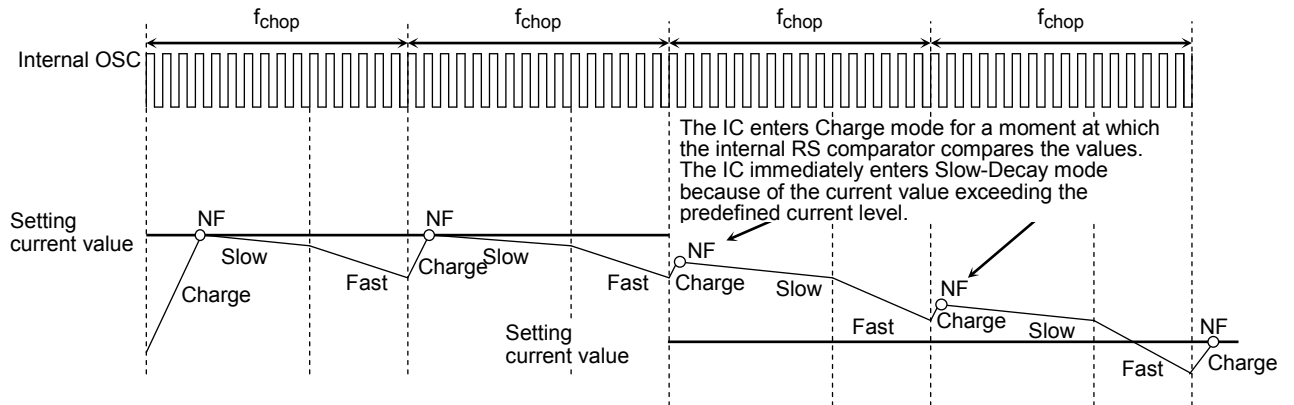 fchop
fchop
fchop
fchop
Internal OSC
The IC enters Charge mode for a moment at which
the internal RS comparator compares the values.
The IC immediately enters Slow-Decay mode
because of the current value exceeding the
predefined current level.
Setting
current value
NF
Slow
Charge
Fast
NF
Charge
Slow
Fast
NF
Charge
Slow
Fast
NF
Charge
Slow
Fast
NF
Charge
Setting
current value